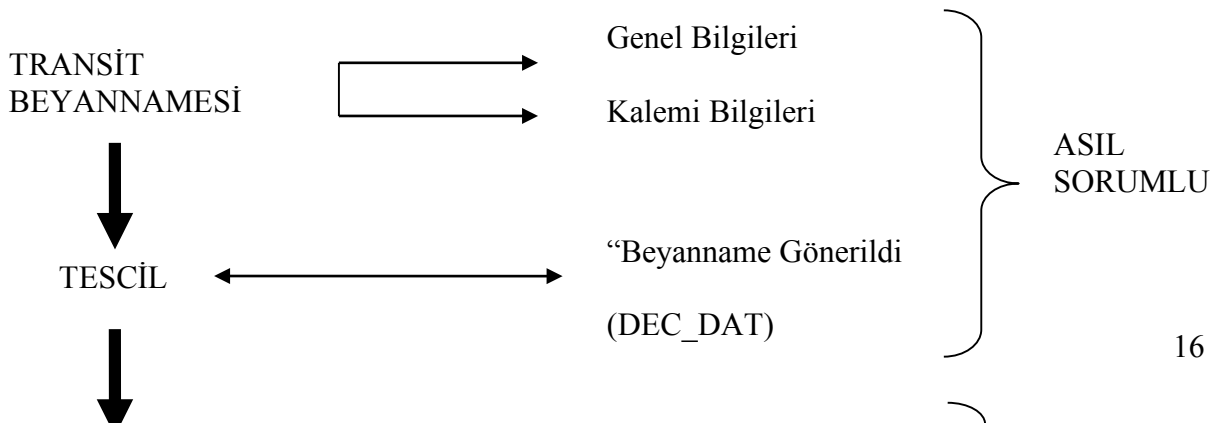 TRANSİT
BEYANNAMESİ
Genel Bilgileri
Kalemi Bilgileri
ASIL
SORUMLU
TESCİL
“Beyanname Gönerildi
(DEC_DAT)
16